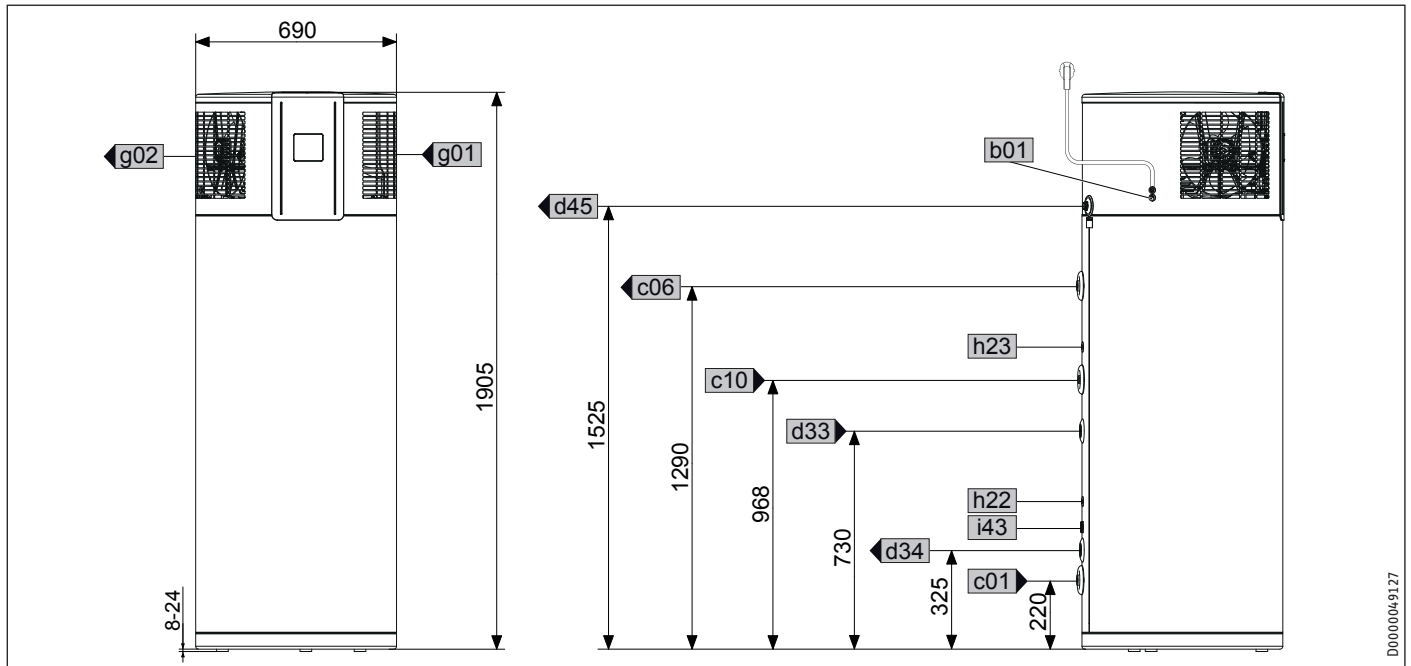 690
g02
g01
1905
8-24
b01
d45
c06
h23
c10
d33
h22
i43
d34
c01
1525
1290
968
730
325
220
D0000049127